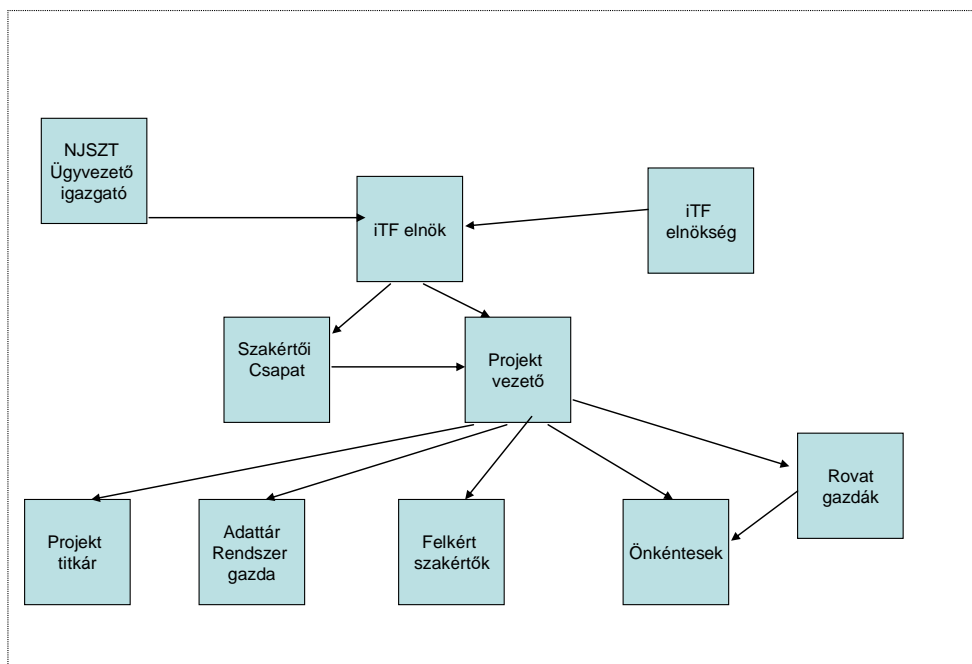 NJSZT
Ügyvezető
igazgató
iTF elnök
iTF
elnökség
Szakértői
Csapat
Projekt
vezető
Rovat
gazdák
Projekt
titkár
Adattár
Rendszer
gazda
Felkért
szakértők
Önkéntesek